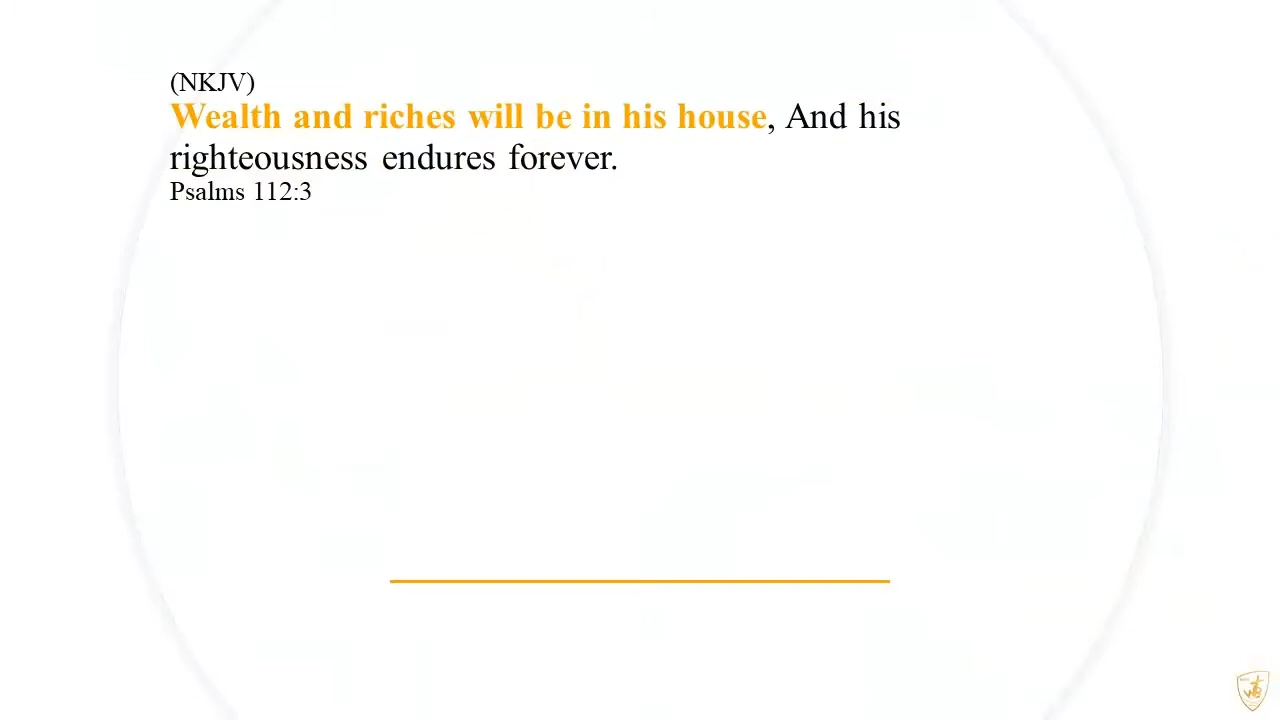 (NKJV)
Wealth and riches will be in his house, And his
righteousness endures forever.
Psalms 112:3